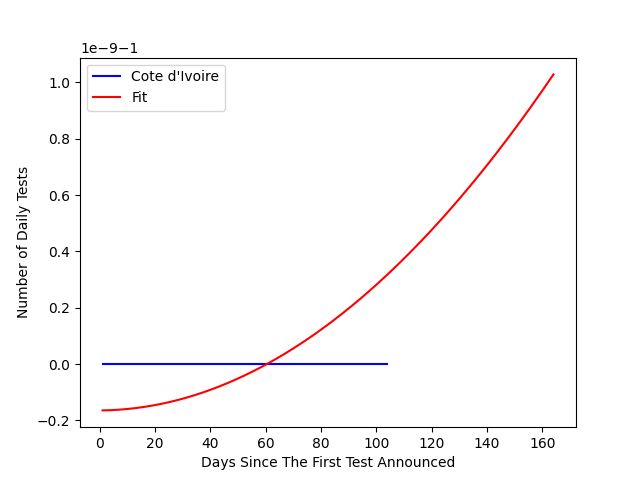 1e−9−1
Cote d'Ivoire
Fit
1.0
0.8
0.6
0.4
0.2
0.0
−0.2
Number of Daily Tests
0 20 40 60 80 100 120 140 160
Days Since The First Test Announced